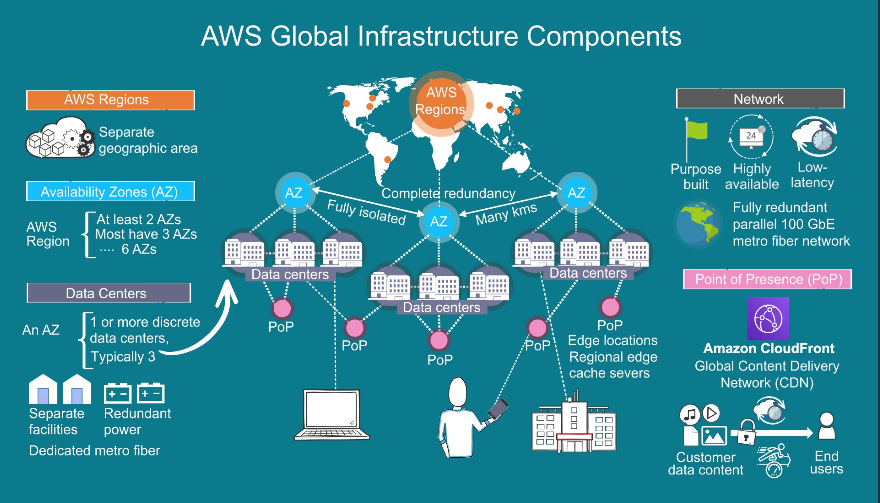 AWS Global Infrastructure Components
AWS Regions
Separate
geographic area
Availability Zones (AZ)
AWS
Region
At least 2 AZs
Most have 3 AZs
.... 6 AZs
Data Centers
An AZ
1 or more discrete
data centers,
Typically 3
Separate
facilities
Redundant
power
Dedicated metro fiber
AWS
Regions
AZ
AZ
AZ
Complete redundancy
Fully isolated
Many kms
Data centers
Data centers
Data centers
PoP
PoP
PoP
PoP
PoP
Edge locations
Regional edge
cache severs
Network
24
Purpose
built
Highly
available
Low-
latency
Fully redundant
parallel 100 GbE
metro fiber network
Point of Presence (PoP)
Amazon CloudFront
Global Content Delivery
Network (CDN)
Customer
data content
End
users